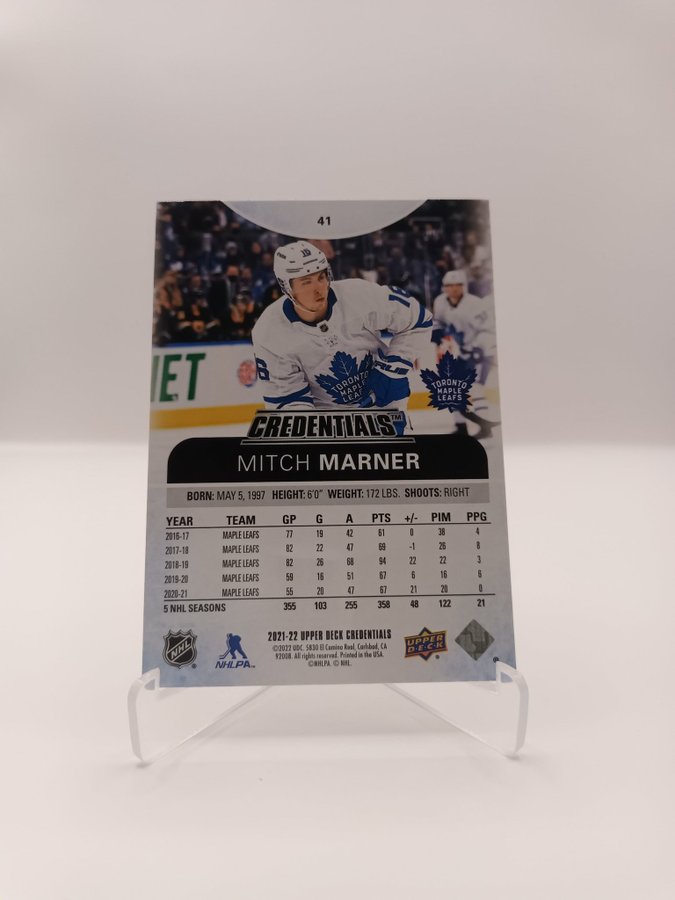 41
16
16
16
TORONTO
MAPLE
LEAFS
TORONTO
MAPLE
LEAFS
IET
CREDENTIALS™
MITCH MARNER
BORN: MAY 5, 1997 HEIGHT: 6'0" WEIGHT: 172 LBS. SHOOTS: RIGHT
YEAR TEAM GP G A PTS +/- PIM PPG
2016-17 MAPLE LEAFS 77 19 42 61 0 38 4
2017-18 MAPLE LEAFS 82 22 47 69 -1 26 8
2018-19 MAPLE LEAFS 82 26 68 94 22 22 3
2019-20 MAPLE LEAFS 59 16 51 67 6 16 6
2020-21 MAPLE LEAFS 55 20 47 67 21 20 0
5 NHL SEASONS 355 103 255 358 48 122 21
NHL
NHLPA™
2021-22 UPPER DECK CREDENTIALS
©2022 UDC. 5830 El Camino Real, Carlsbad, CA
92008. All rights reserved. Printed in the USA.
©NHLPA. © NHL.
UPPER
DECK